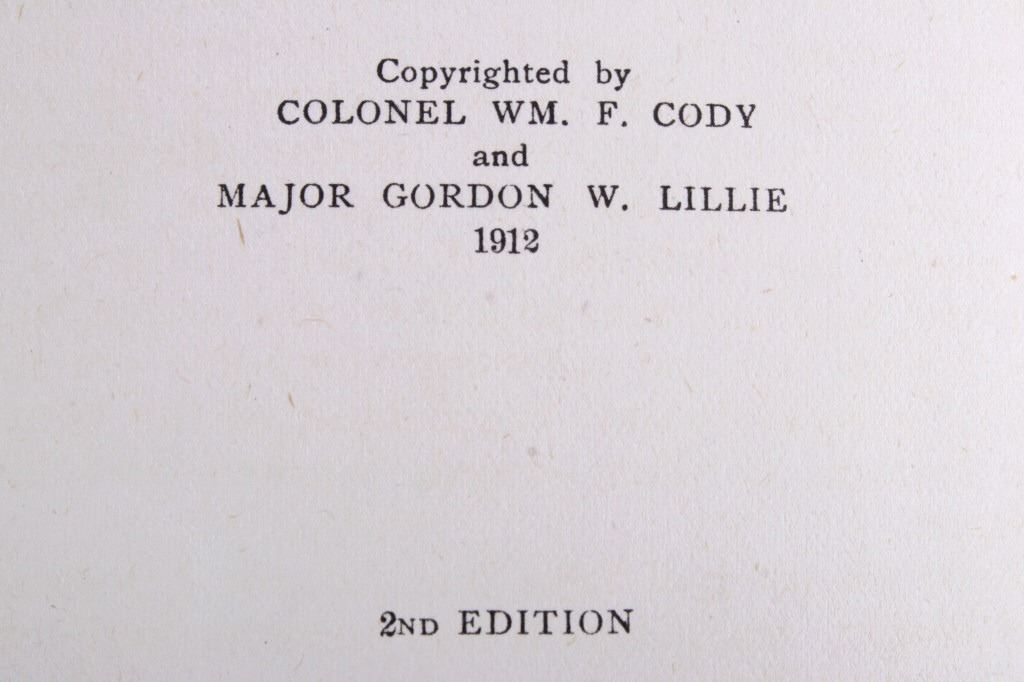 Copyrighted by
COLONEL WM. F. CODY
and
MAJOR GORDON W. LILLIE
1912
2ND EDITION